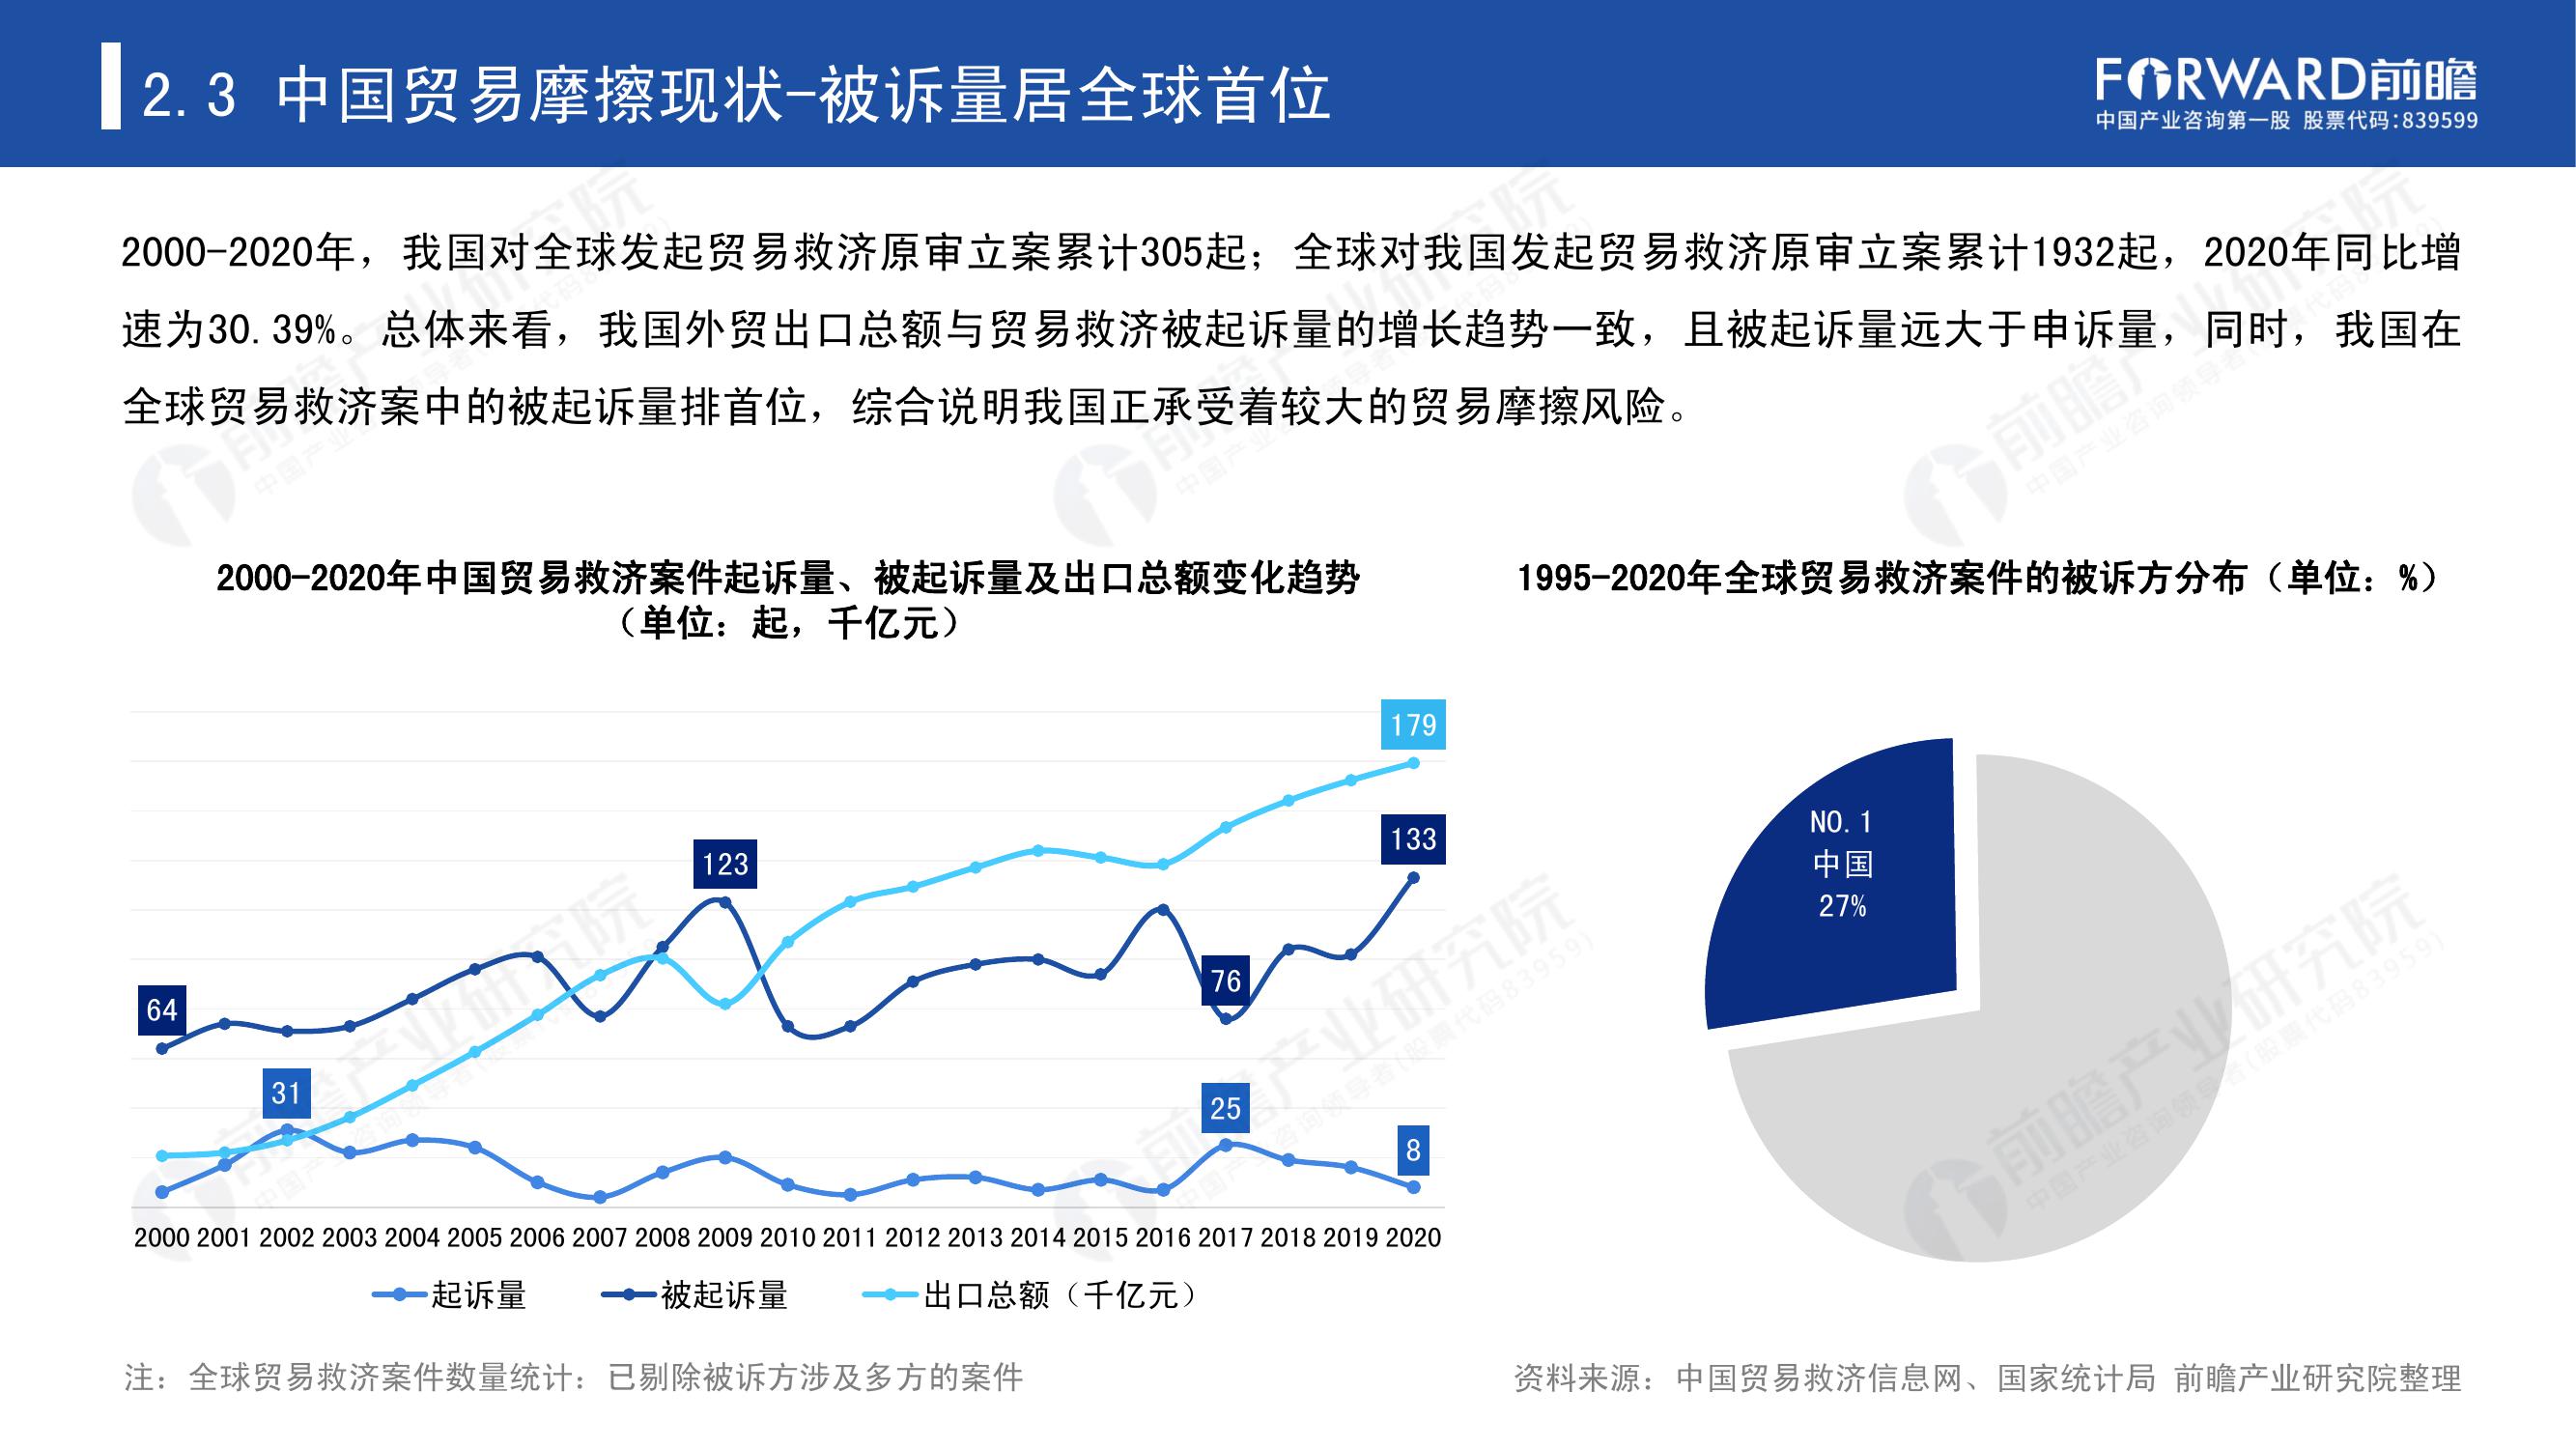 2.3 中国贸易摩擦现状-被诉量居全球首位
FORWARD前瞻
中国产业咨询第一股 股票代码:839599
2000-2020年，我国对全球发起贸易救济原审立案累计305起；全球对我国发起贸易救济原审立案累计1932起，2020年同比增
速为30.39%。总体来看，我国外贸出口总额与贸易救济被起诉量的增长趋势一致，且被起诉量远大于申诉量，同时，我国在
全球贸易救济案中的被起诉量排首位，综合说明我国正承受着较大的贸易摩擦风险。
2000-2020年中国贸易救济案件起诉量、被起诉量及出口总额变化趋势
（单位：起，千亿元）
179
133
123
76
64
31
25
8
2000 2001 2002 2003 2004 2005 2006 2007 2008 2009 2010 2011 2012 2013 2014 2015 2016 2017 2018 2019 2020
起诉量 被起诉量 出口总额（千亿元）
1995-2020年全球贸易救济案件的被诉方分布（单位：%）
NO.1
中国
27%
注：全球贸易救济案件数量统计：已剔除被诉方涉及多方的案件
资料来源：中国贸易救济信息网、国家统计局 前瞻产业研究院整理
前瞻产业研究院